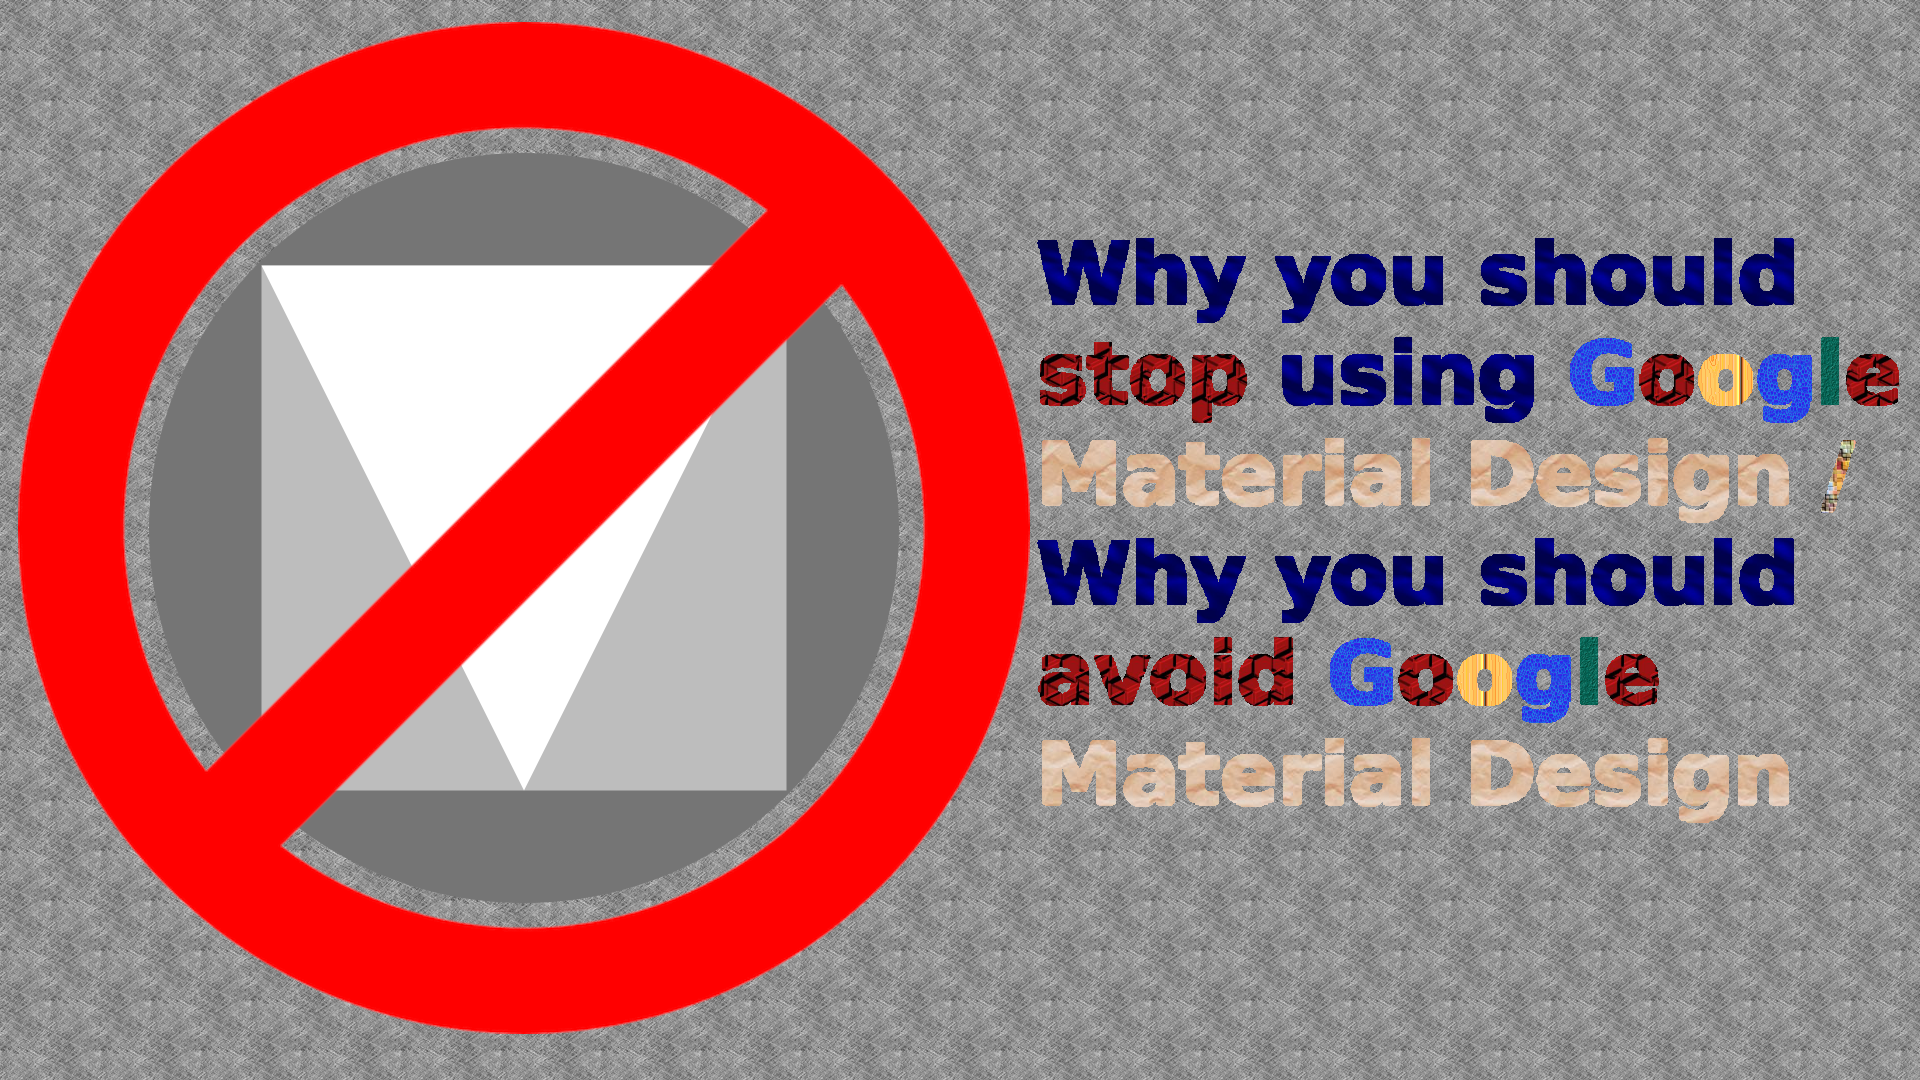 Why you should
stop using Google
Material Design /
Why you should
avoid Google
Material Design